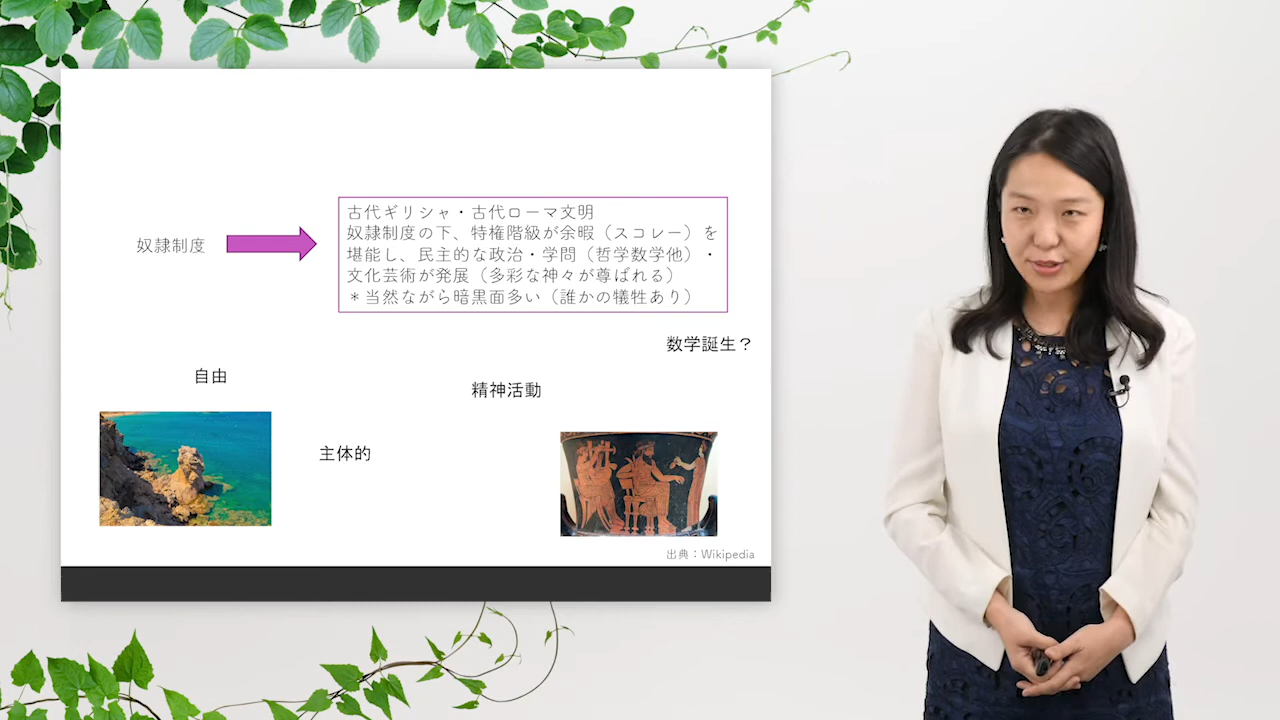 奴隷制度
古代ギリシャ・古代ローマ文明
奴隷制度の下、特権階級が余暇（スコレー）を
堪能し、民主的な政治・学問（哲学数学他）・
文化芸術が発展（多彩な神々が尊ばれる）
＊当然ながら暗黒面多い（誰かの犠牲あり）
数学誕生？
自由
精神活動
主体的
出典：Wikipedia